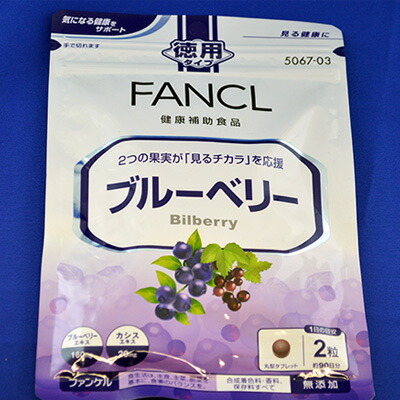 気になる健康を
サポート
手で切れます
徳用
タイプ
見る健康に
5067-03
FANCL
健康補助食品
2つの果実が「見るチカラ」を応援
ブルーベリー
Bilberry
ブルーベリー
エキス
カシス
エキス
1日の目安
2粒
約90日分
丸型タブレット
ファンケル
合成着色料・香料、
保存料すべて
無添加